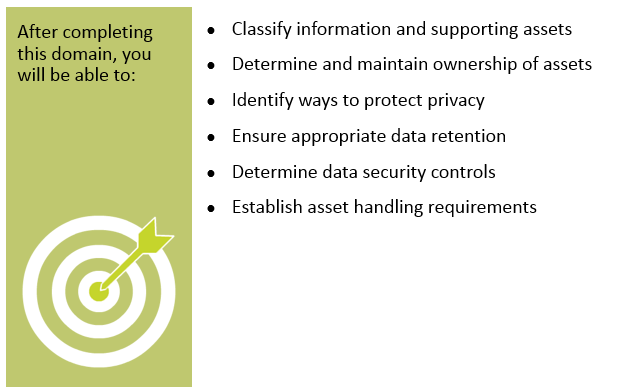 After completing
this domain, you
will be able to:
• Classify information and supporting assets
• Determine and maintain ownership of assets
• Identify ways to protect privacy
• Ensure appropriate data retention
• Determine data security controls
• Establish asset handling requirements